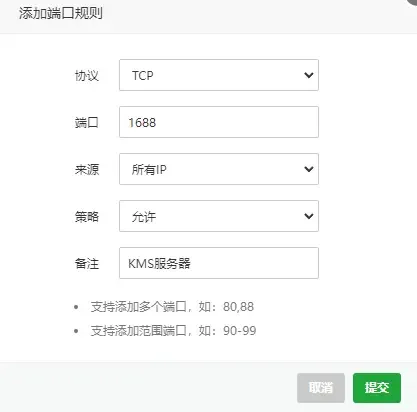 添加端口规则
协议 TCP
端口 1688
来源 所有IP
策略 允许
备注 KMS服务器
支持添加多个端口，如：80,88
支持添加范围端口，如：90-99
取消 提交